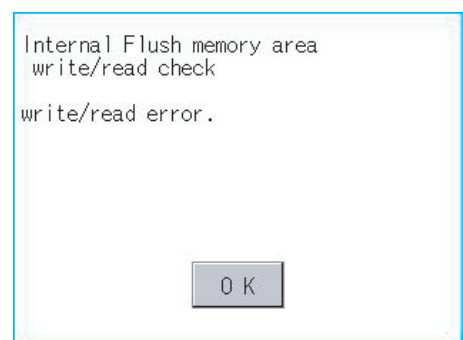 Internal Flush memory area
write/read check
write/read error.
OK